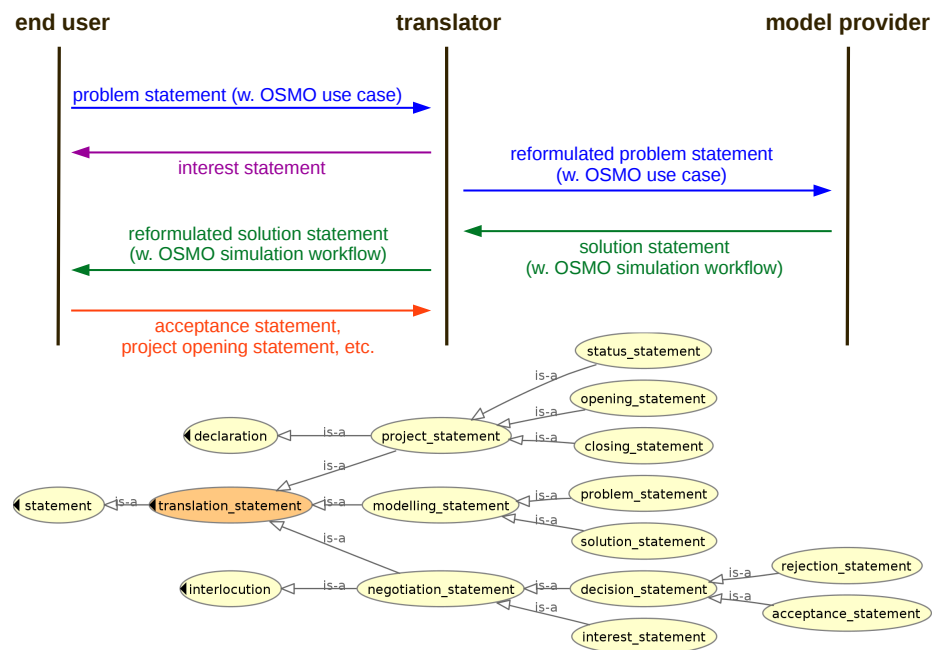 end user
translator
model provider
problem statement (w. OSMO use case)
interest statement
reformulated problem statement
(w. OSMO use case)
reformulated solution statement
(w. OSMO simulation workflow)
solution statement
(w. OSMO simulation workflow)
acceptance statement,
project opening statement, etc.
status_statement
is-a
opening_statement
is-a
declaration
is-a
project_statement
is-a
closing_statement
is-a
statement
is-a
translation_statement
is-a
modelling_statement
is-a
problem_statement
is-a
solution_statement
is-a
interlocution
is-a
negotiation_statement
is-a
decision_statement
is-a
rejection_statement
is-a
acceptance_statement
is-a
interest_statement